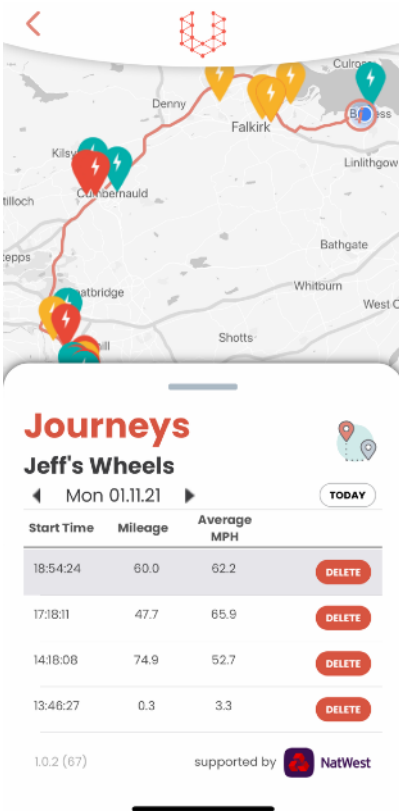 Culros
Denny
Falkirk
Linlithgow
Cumbernauld
tilloch
Bathgate
tepps
Whitburn
West C
Shotts
Journeys
Jeff's Wheels
Mon 01.11.21 TODAY
Start Time Mileage Average MPH
18:54:24 60.0 62.2 DELETE
17:18:11 47.7 65.9 DELETE
14:18:08 74.9 52.7 DELETE
13:46:27 0.3 3.3 DELETE
1.0.2 (67) supported by NatWest